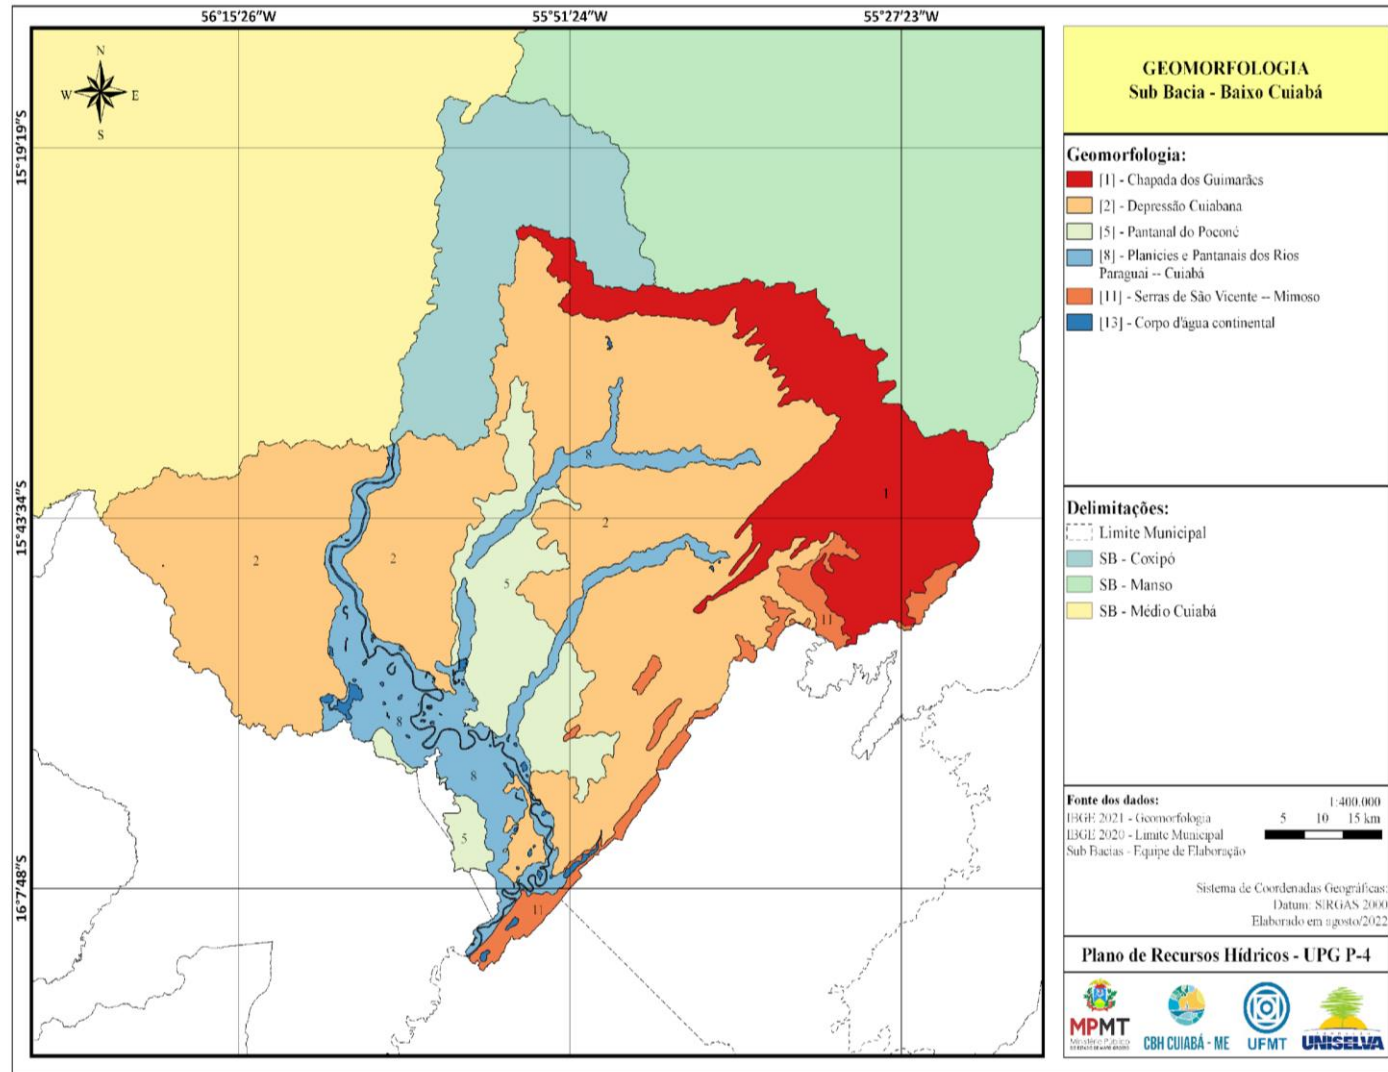 56°15'26"W
55°51'24"W
55°27'23"W
15°19'19"S
15°43'34"S
16°7'48"S
N
W
E
S
8
1
2
2
2
5
11
8
8
5
11
GEOMORFOLOGIA
Sub Bacia - Baixo Cuiabá
Geomorfologia:
[1] - Chapada dos Guimarães
[2] - Depressão Cuiabana
[5] - Pantanal do Poconé
[8] - Planícies e Pantanais dos Rios
Paraguai -- Cuiabá
[11] - Serras de São Vicente -- Mimoso
[13] - Corpo d'água continental
Delimitações:
Limite Municipal
SB - Coxipó
SB - Manso
SB - Médio Cuiabá
Fonte dos dados:
IBGE 2021 - Geomorfologia
IBGE 2020 - Limite Municipal
Sub Bacias - Equipe de Elaboração
1:400.000
5 10 15 km
Sistema de Coordenadas Geográficas:
Datum: SIRGAS 2000
Elaborado em agosto/2022
Plano de Recursos Hídricos - UPG P-4
MPMT
Ministério Público
CBH CUIABÁ - ME
UFMT
UNISELVA